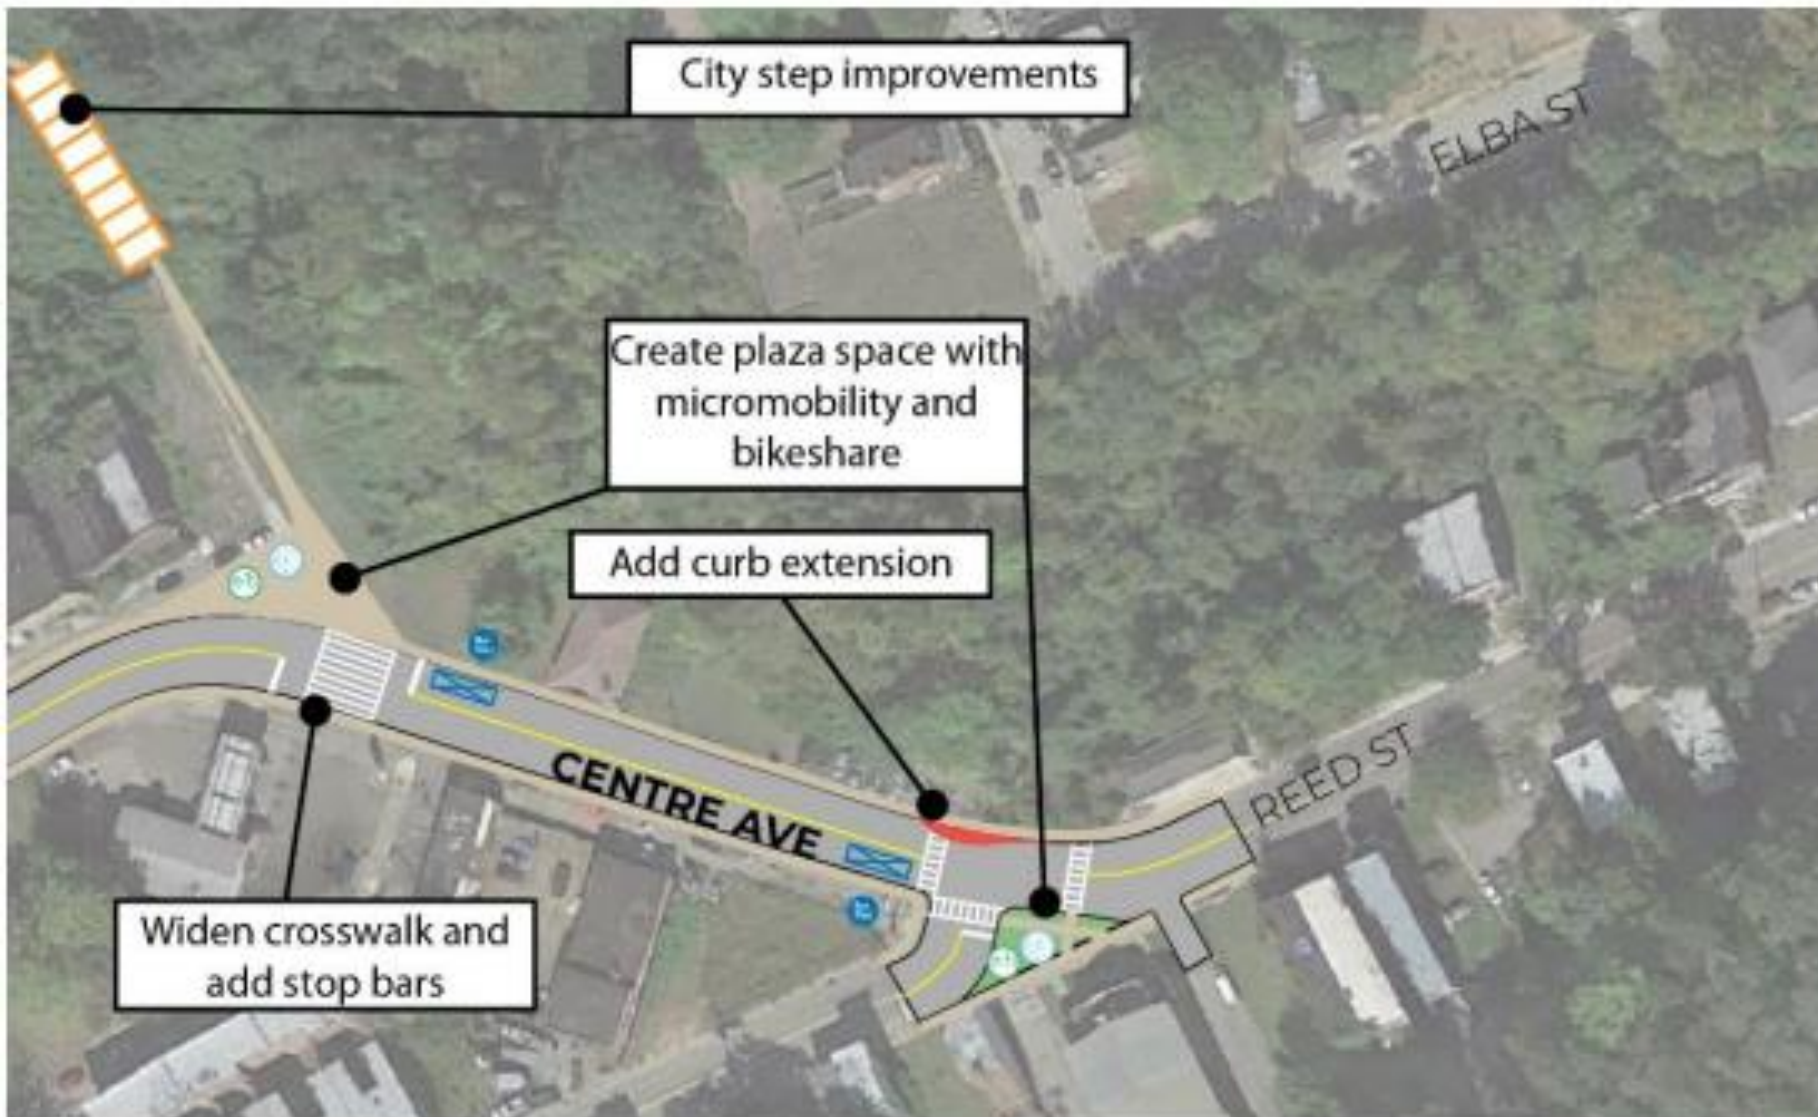 City step improvements
ELBA ST
Create plaza space with
micromobility and
bikeshare
Add curb extension
CENTRE AVE
REED ST
Widen crosswalk and
add stop bars